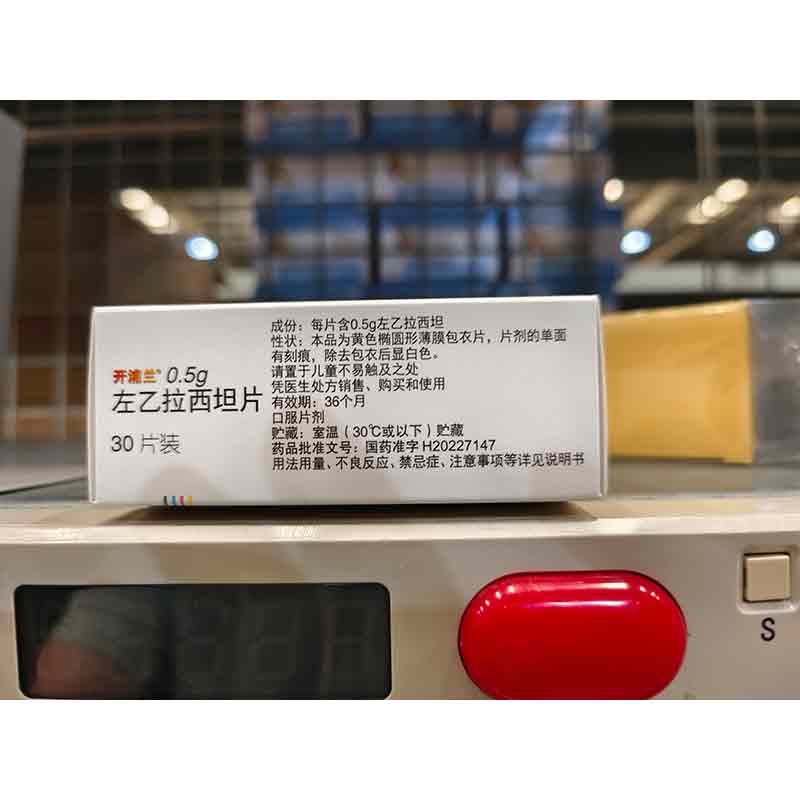 开浦兰® 0.5g
左乙拉西坦片
30 片装
成份：每片含0.5g左乙拉西坦
性状：本品为黄色椭圆形薄膜包衣片，片剂的单面
有刻痕，除去包衣后显白色。
请置于儿童不易触及之处
凭医生处方销售、购买和使用
有效期：36个月
口服片剂
贮藏：室温（30℃或以下）贮藏
药品批准文号：国药准字 H20227147
用法用量、不良反应、禁忌症、注意事项等详见说明书
S